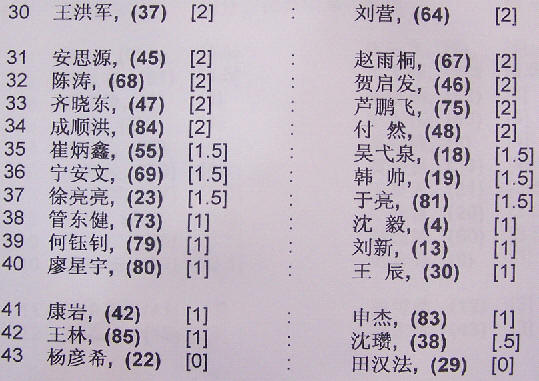 30 王洪军, (37) [2] : 刘营, (64) [2]
31 安思源, (45) [2] : 赵雨桐, (67) [2]
32 陈涛, (68) [2] : 贺启发, (46) [2]
33 齐晓东, (47) [2] : 芦鹏飞, (75) [2]
34 成顺洪, (84) [2] : 付 然, (48) [2]
35 崔炳鑫, (55) [1.5] : 吴弋泉, (18) [1.5]
36 宁安文, (69) [1.5] : 韩 帅, (19) [1.5]
37 徐亮亮, (23) [1.5] : 于亮, (81) [1.5]
38 管东健, (73) [1] : 沈 毅, (4) [1]
39 何钰钊, (79) [1] : 刘新, (13) [1]
40 廖星宇, (80) [1] : 王 辰, (30) [1]
41 康岩, (42) [1] : 申杰, (83) [1]
42 王林, (85) [1] : 沈瓒, (38) [.5]
43 杨彦希, (22) [0] : 田汉法, (29) [0]